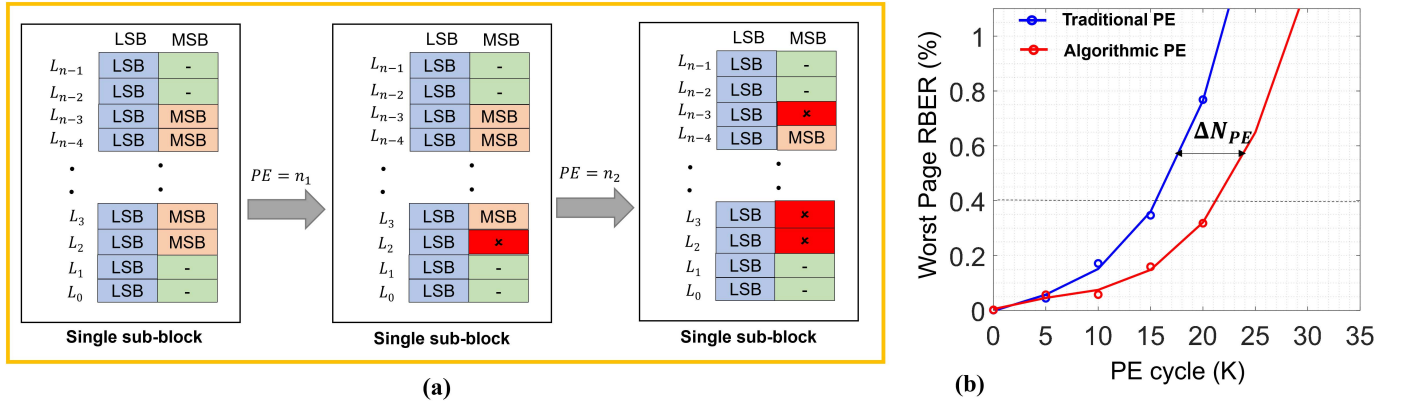 LSB MSB
L_{n-1} LSB -
L_{n-2} LSB -
L_{n-3} LSB MSB
L_{n-4} LSB MSB
L_3 LSB MSB
L_2 LSB MSB
L_1 LSB -
L_0 LSB -
Single sub-block
PE = n_1
LSB MSB
L_{n-1} LSB -
L_{n-2} LSB -
L_{n-3} LSB MSB
L_{n-4} LSB MSB
L_3 LSB MSB
L_2 LSB ×
L_1 LSB -
L_0 LSB -
Single sub-block
PE = n_2
LSB MSB
L_{n-1} LSB -
L_{n-2} LSB -
L_{n-3} LSB ×
L_{n-4} LSB MSB
L_3 LSB ×
L_2 LSB ×
L_1 LSB -
L_0 LSB -
Single sub-block
(a)
Traditional PE
Algorithmic PE
ΔN_{PE}
Worst Page RBER (%)
1
0.8
0.6
0.4
0.2
0
0 5 10 15 20 25 30 35
PE cycle (K)
(b)